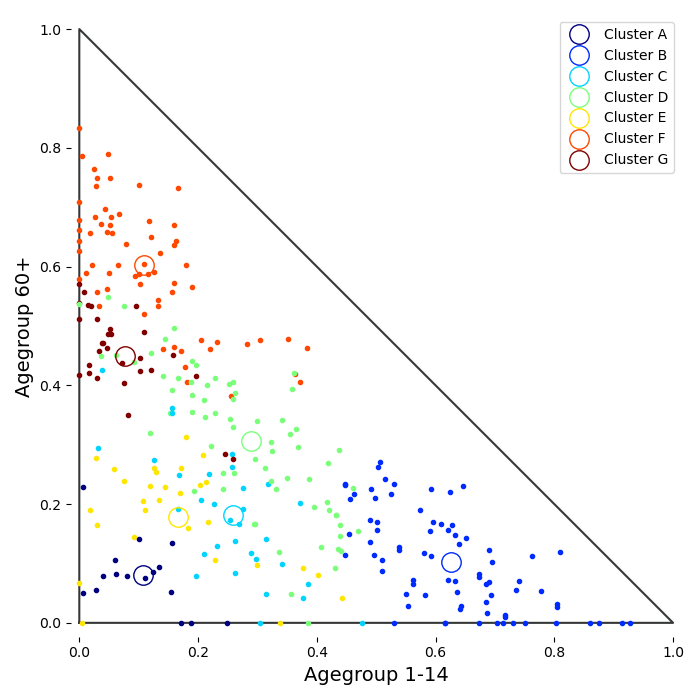 1.0
0.8
0.6
0.4
0.2
0.0
Agegroup 60+
0.0 0.2 0.4 0.6 0.8 1.0
Agegroup 1-14
Cluster A
Cluster B
Cluster C
Cluster D
Cluster E
Cluster F
Cluster G